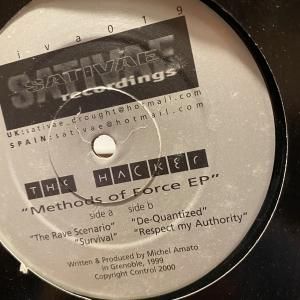 iva019
SATIVAE
SATIVAE
recordings
UK:sativae_drought@hotmail.com
SPAIN:sativae@hotmail.com
THE HACKER
"Methods of Force EP"
side a side b
"The Rave Scenario" "De-Quantized"
"Survival" "Respect my Authority"
Written & Produced by Michel Amato
in Grenoble, 1999
Copyright Control 2000